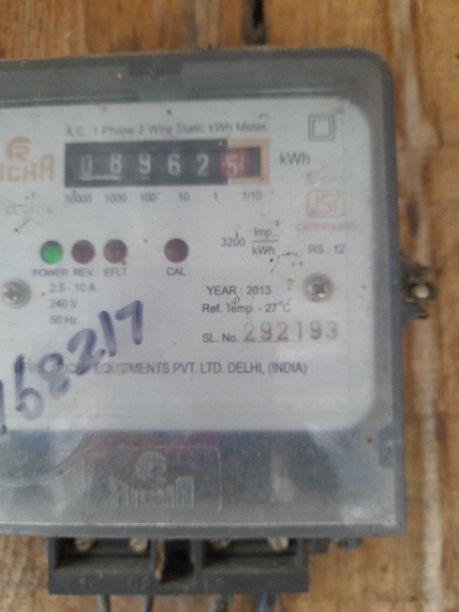 A.C. 1 Phase 2 Wire Static kWh Meter
089625 kWh
10000 1000 100 10 1 1/10
3200 Imp. kWh
RS : 12
POWER REV. EFLT CAL
2.5 - 10 A
240 V
50 Hz
YEAR : 2013
Ref. Temp. - 27°C
SL. No. 292193
168217
EQUIPMENTS PVT. LTD. DELHI, (INDIA)